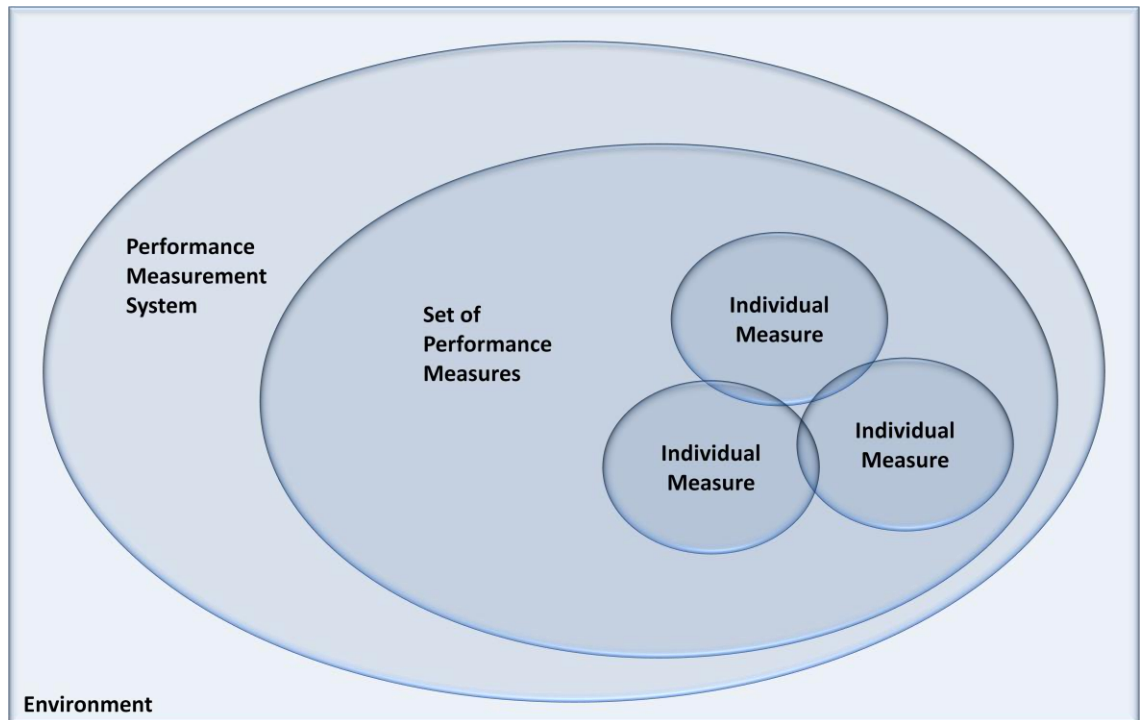 Performance
Measurement
System
Set of
Performance
Measures
Individual
Measure
Individual
Measure
Individual
Measure
Environment